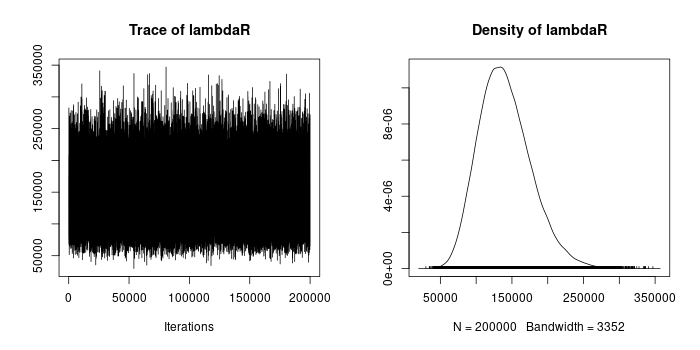 Trace of lambdaR
350000
250000
150000
50000
0
50000
100000
150000
200000
Iterations
Density of lambdaR
8e-06
4e-06
0e+00
50000
150000
250000
350000
N = 200000 Bandwidth = 3352